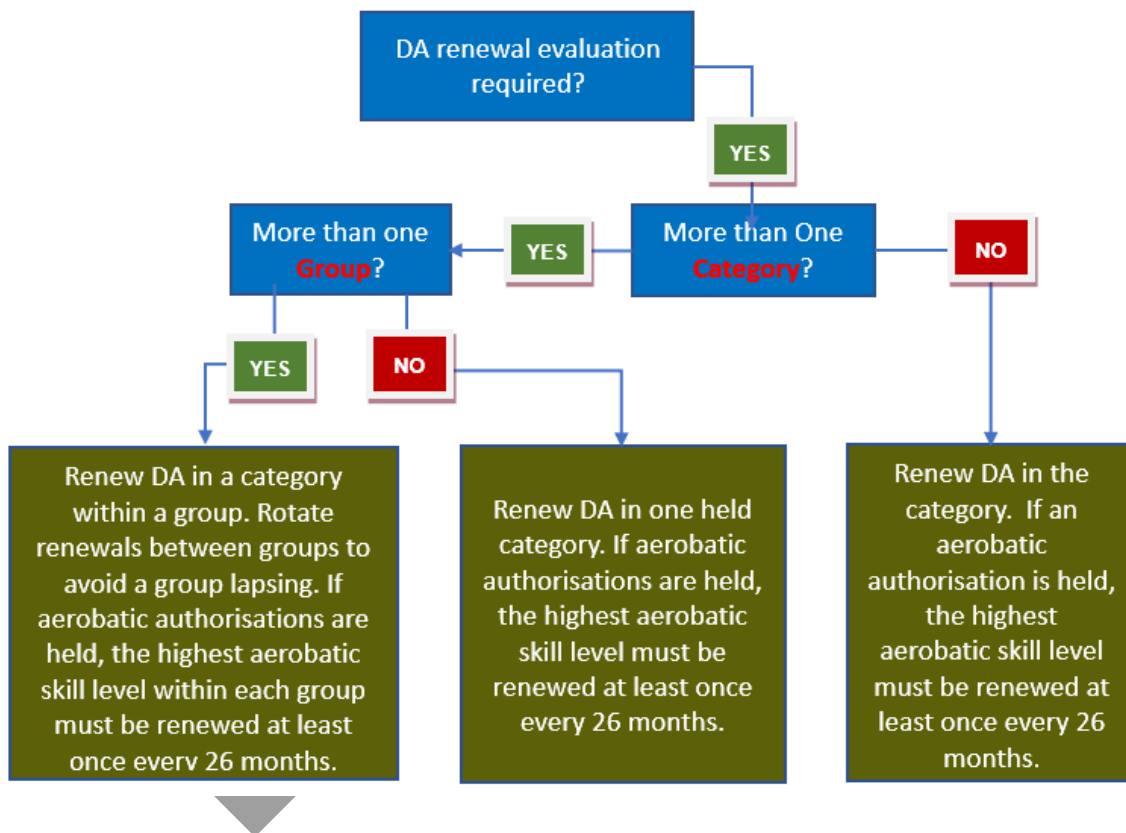 DA renewal evaluation
required?
YES
More than one
Group?
YES
More than One
Category?
NO
YES
NO
Renew DA in a category
within a group. Rotate
renewals between groups to
avoid a group lapsing. If
aerobatic authorisations are
held, the highest aerobatic
skill level within each group
must be renewed at least
once every 26 months.
Renew DA in one held
category. If aerobatic
authorisations are held,
the highest aerobatic
skill level must be
renewed at least once
every 26 months.
Renew DA in the
category. If an
aerobatic
authorisation is held,
the highest
aerobatic skill level
must be renewed at
least once every 26
months.